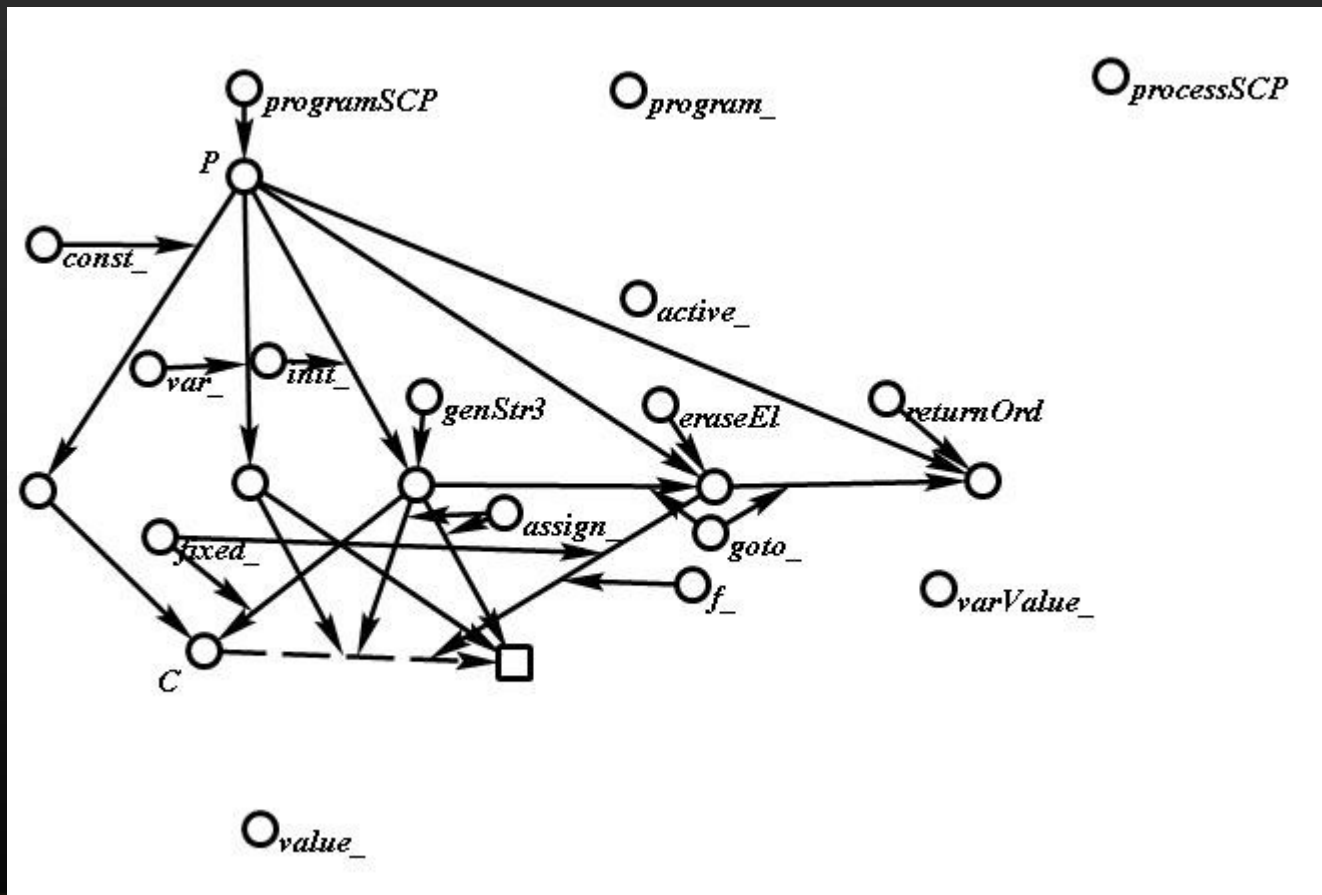 programSCP
program_
processSCP
P
const_
active_
var_
init_
genStr3
eraseEl
returnOrd
assign_
fixed_
goto_
f_
varValue_
C
value_